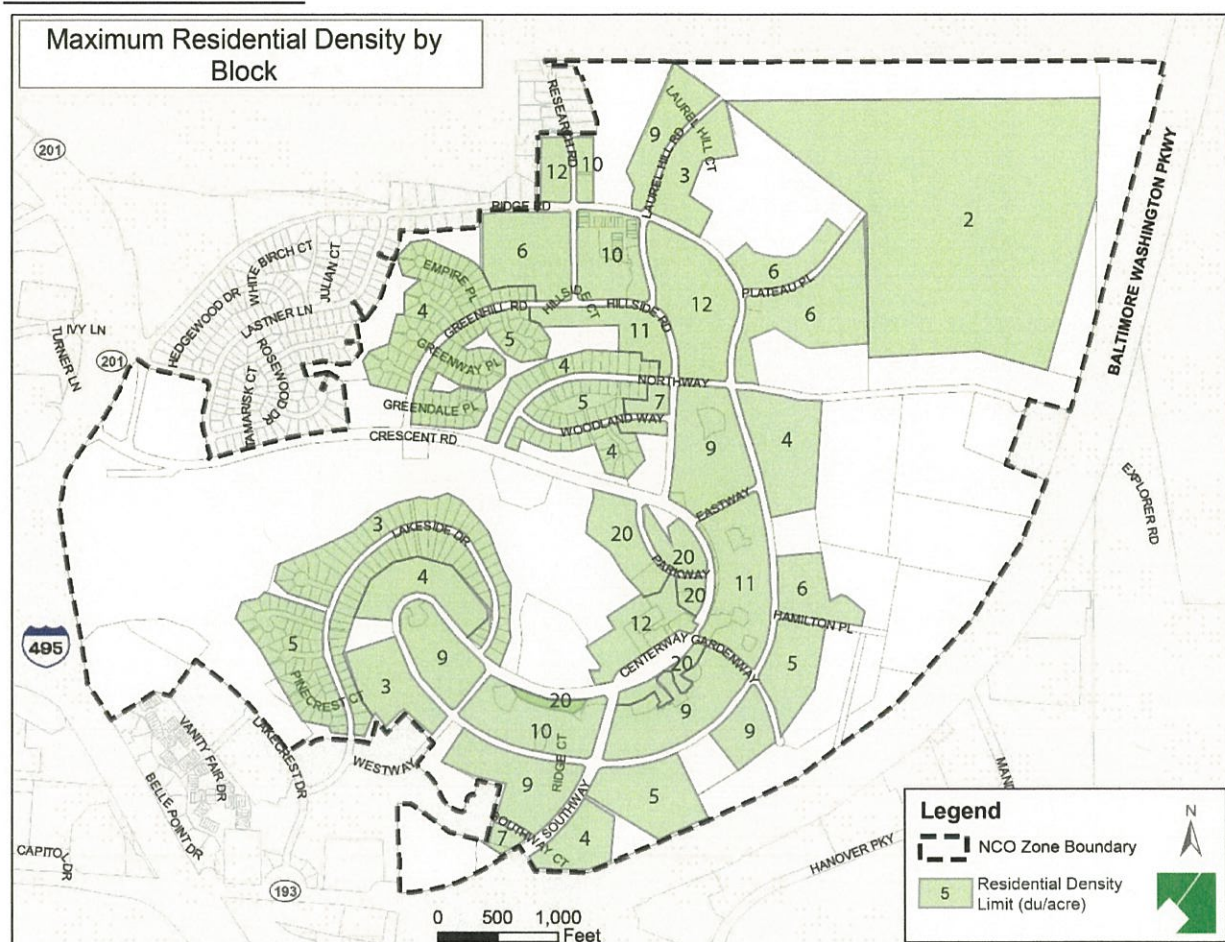 Maximum Residential Density by
Block
RESEARCH RD
LAUREL HILL CT
201
9
LAUREL HILL RD
12
10
3
BALTIMORE WASHINGTON PKWY
RIDGE RD
2
WHITE BIRCH CT
JULIAN CT
EMPIRE PL
6
10
6
PLATEAU PL
12
HEDGEWOOD DR
4
HILLSIDE CT
GREENHILL RD
HILLSIDE RD
6
LASTNER LN
IVY LN
TURNER LN
11
5
201
ROSEWOOD DR
GREENWAY PL
4
TAMARISK CT
NORTHWAY
5
7
GREENDALE PL
WOODLAND WAY
CRESCENT RD
4
9
4
EXPLORER RD
EASTWAY
3
LAKESIDE DR
20
20
PARKWAY
4
11
20
6
12
HAMILTON PL
495
5
9
CENTERWAY
GARDENWAY
20
5
3
PINECREST CT
20
9
9
VANITY FAIR DR
LAKECREST DR
10
RIDGE CT
WESTWAY
9
5
BELLE POINT DR
SOUTHWAY
7
SOUTHWAY CT
4
MAND
HANOVER PKY
CAPITOL DR
193
Legend
N
NCO Zone Boundary
5
Residential Density
Limit (du/acre)
0 500 1,000
Feet